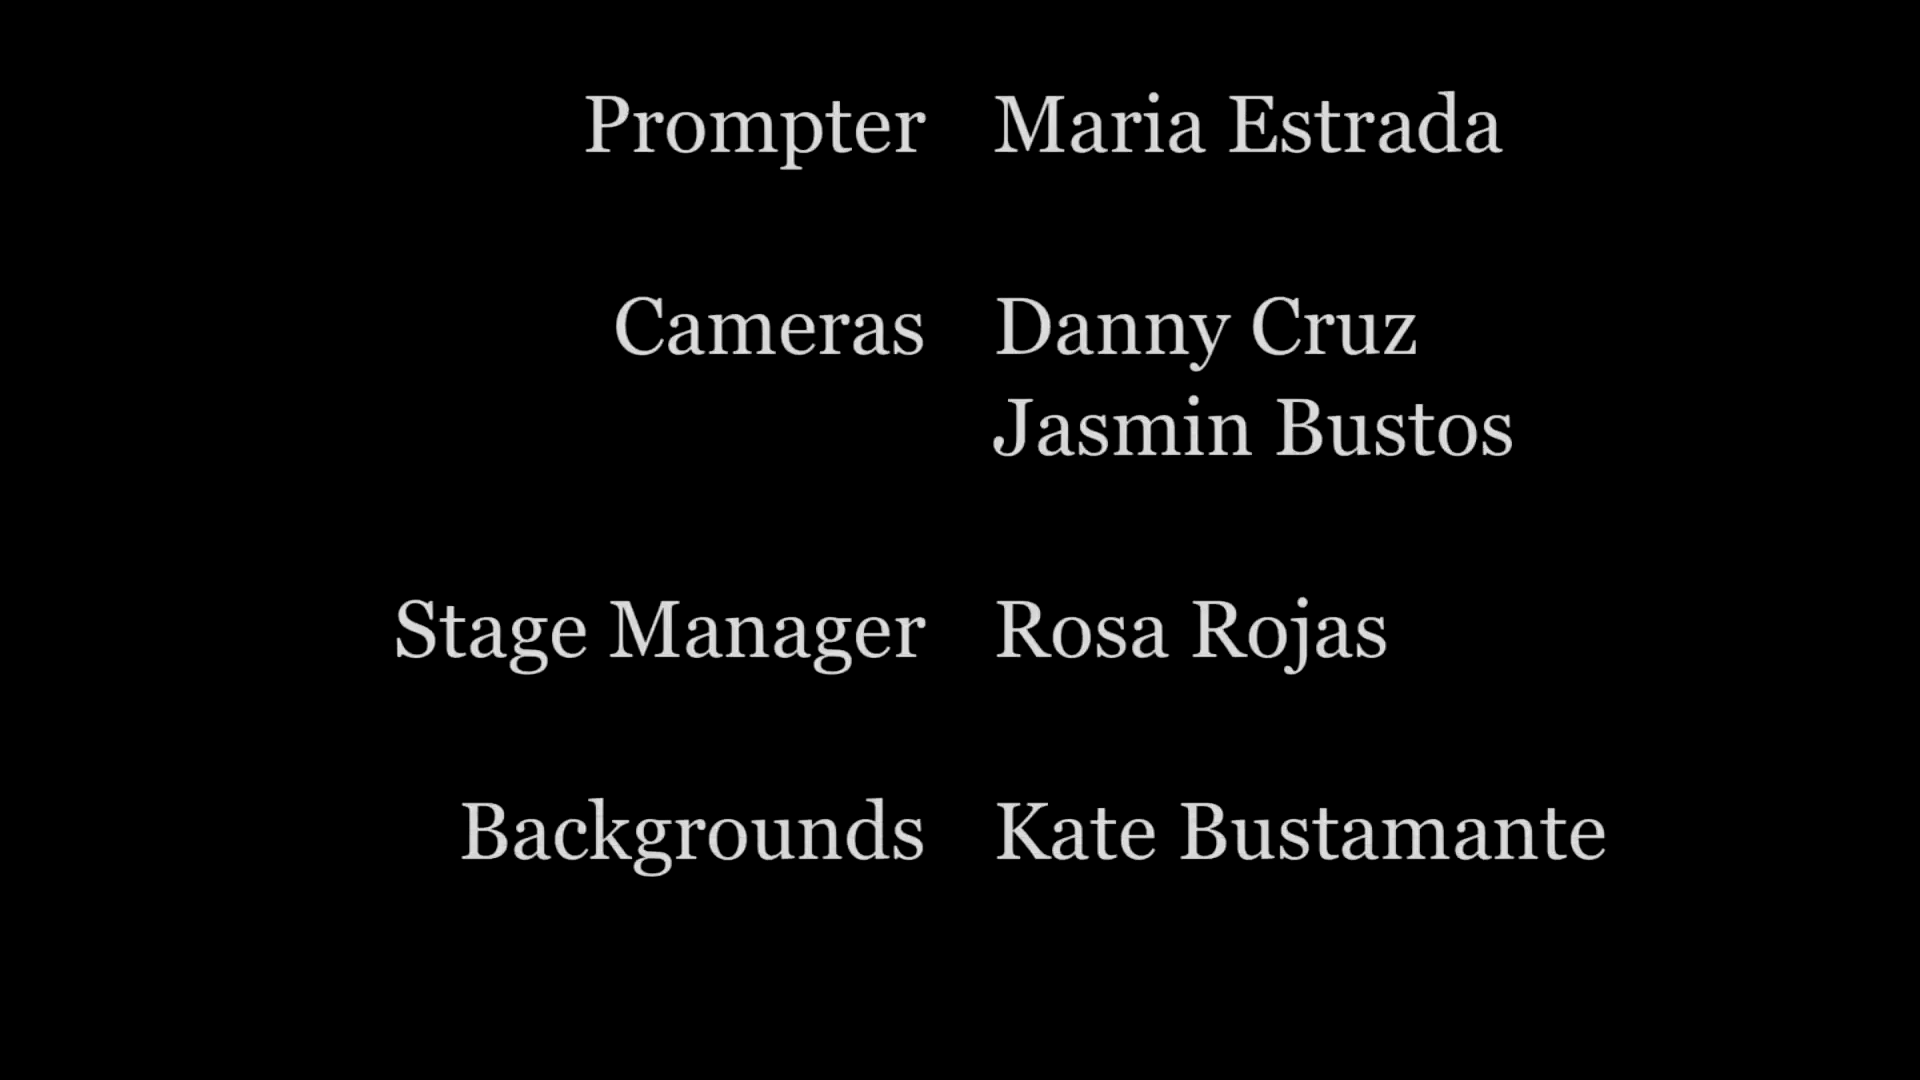 Prompter Maria Estrada
Cameras Danny Cruz
Jasmin Bustos
Stage Manager Rosa Rojas
Backgrounds Kate Bustamante